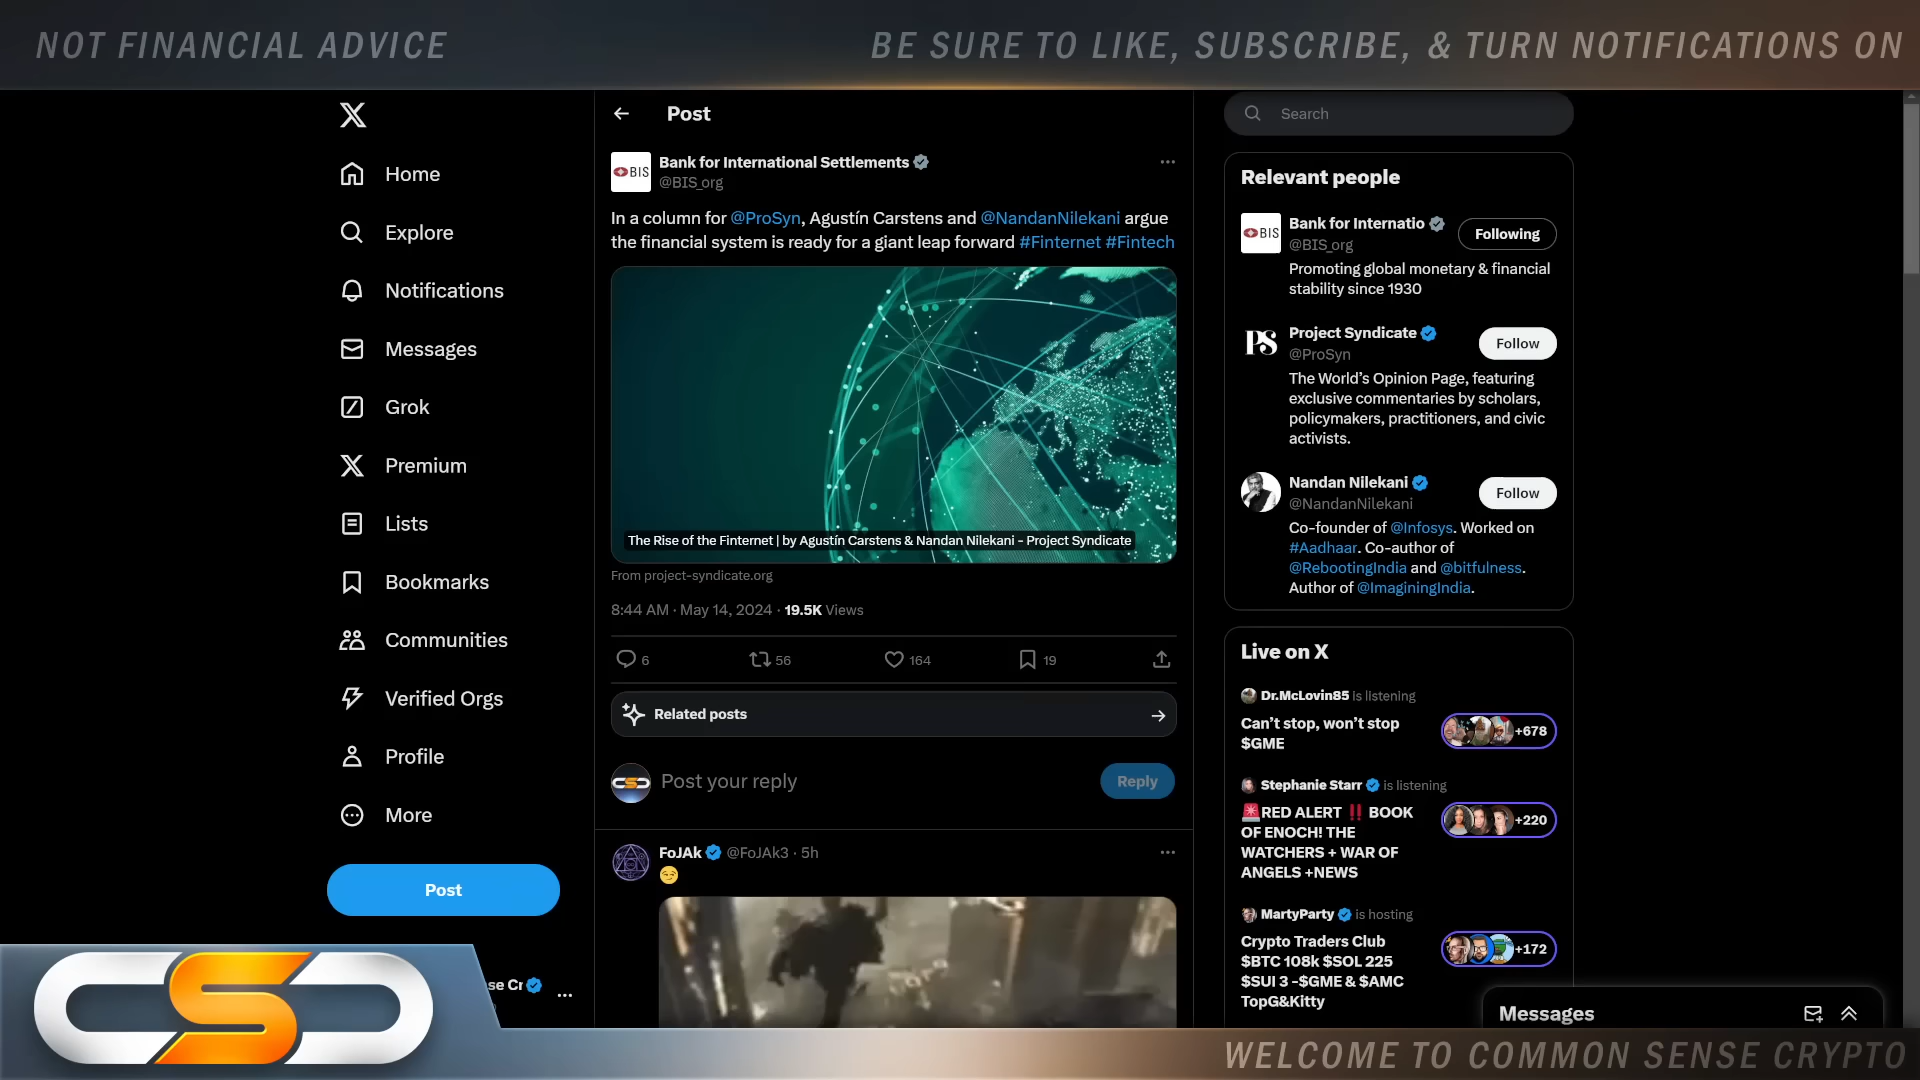 NOT FINANCIAL ADVICE
BE SURE TO LIKE, SUBSCRIBE, & TURN NOTIFICATIONS ON
Home
Explore
Notifications
Messages
Grok
Premium
Lists
Bookmarks
Communities
Verified Orgs
Profile
More
Post
se Cr
Post
BIS
Bank for International Settlements
@BIS_org
In a column for @ProSyn, Agustín Carstens and @NandanNilekani argue
the financial system is ready for a giant leap forward #Finternet #Fintech
The Rise of the Finternet | by Agustín Carstens & Nandan Nilekani - Project Syndicate
From project-syndicate.org
8:44 AM · May 14, 2024 · 19.5K Views
6
56
164
19
Related posts
Post your reply
Reply
FoJAk @FoJAk3 · 5h
Search
Relevant people
BIS
Bank for Internatio
@BIS_org
Following
Promoting global monetary & financial
stability since 1930
PS
Project Syndicate
@ProSyn
Follow
The World's Opinion Page, featuring
exclusive commentaries by scholars,
policymakers, practitioners, and civic
activists.
Nandan Nilekani
@NandanNilekani
Follow
Co-founder of @Infosys. Worked on
#Aadhaar. Co-author of
@RebootingIndia and @bitfulness.
Author of @ImaginingIndia.
Live on X
Dr.McLovin85 is listening
Can't stop, won't stop
$GME
+678
Stephanie Starr is listening
🚨RED ALERT ‼️ BOOK
OF ENOCH! THE
WATCHERS + WAR OF
ANGELS +NEWS
+220
MartyParty is hosting
Crypto Traders Club
$BTC 108k $SOL 225
$SUI 3 -$GME & $AMC
TopG&Kitty
+172
Messages
CSC
WELCOME TO COMMON SENSE CRYPTO